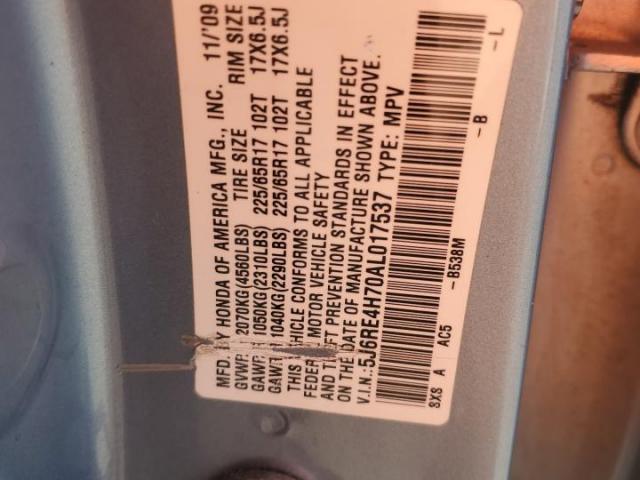 MFD. BY HONDA OF AMERICA MFG., INC. 11/'09
GVWR 2070KG(4560LBS) TIRE SIZE RIM SIZE
GAWR 1050KG(2310LBS) 225/65R17 102T 17X6.5J
GAWR 1040KG(2290LBS) 225/65R17 102T 17X6.5J
THIS VEHICLE CONFORMS TO ALL APPLICABLE
FEDERAL MOTOR VEHICLE SAFETY
AND THEFT PREVENTION STANDARDS IN EFFECT
ON THE DATE OF MANUFACTURE SHOWN ABOVE.
V.I.N.: 5J6RE4H70AL017537 TYPE: MPV
SXS A AC5 -B538M -B -L